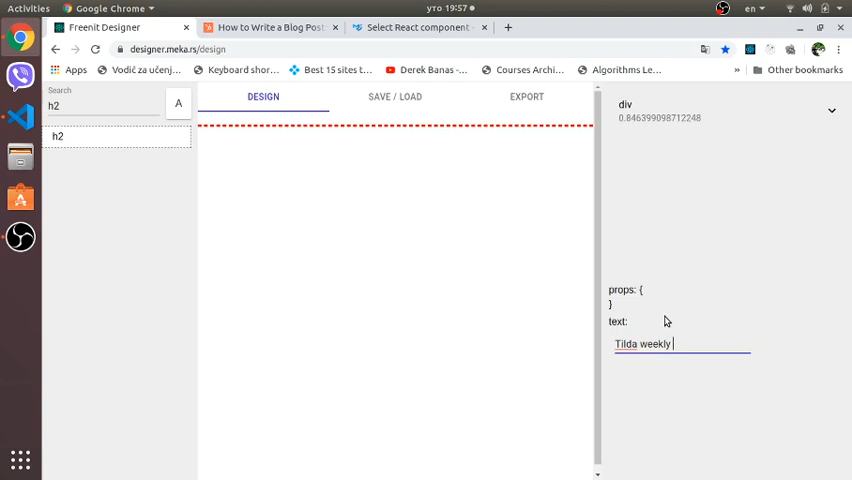 Activities
Google Chrome
уто 19:57
en
Freenit Designer
How to Write a Blog Post
Select React component -
designer.meka.rs/design
Apps
Vodič za učenj...
Keyboard shor...
Best 15 sites t...
Derek Banas -...
Courses Archi...
Algorithms Le...
»
Other bookmarks
Search
h2
A
h2
DESIGN
SAVE / LOAD
EXPORT
div
0.846399098712248
props: {
}
text:
Tilda weekly